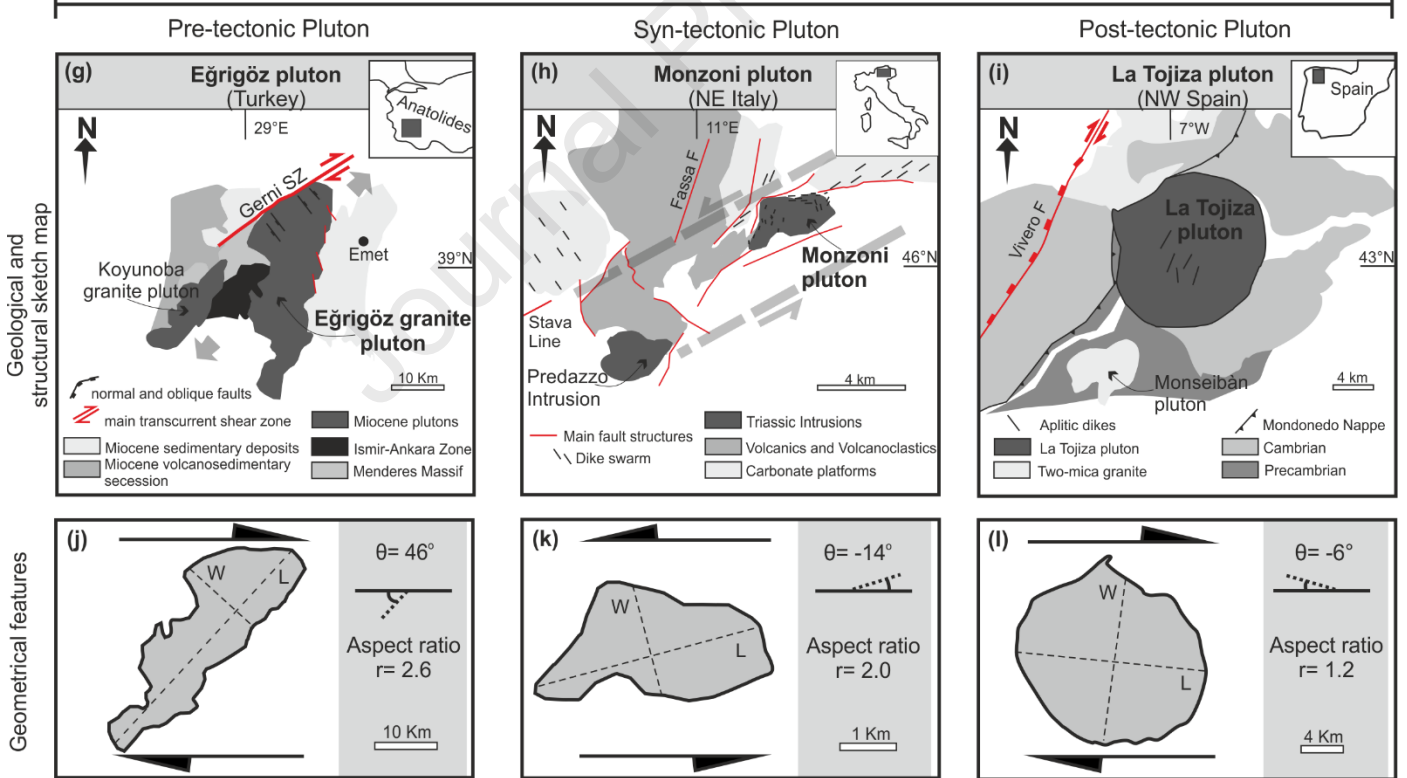 Pre-tectonic Pluton
Syn-tectonic Pluton
Post-tectonic Pluton
Geological and
structural sketch map
(g)
Eğrigöz pluton
(Turkey)
Anatolides
N
29°E
Gerni SZ
Emet
39°N
Koyunoba
granite pluton
Eğrigöz granite
pluton
10 Km
normal and oblique faults
main transcurrent shear zone
Miocene plutons
Miocene sedimentary deposits
Ismir-Ankara Zone
Miocene volcanosedimentary
secession
Menderes Massif
(h)
Monzoni pluton
(NE Italy)
N
11°E
Fassa F
Monzoni
pluton
46°N
Stava
Line
Predazzo
Intrusion
4 km
Triassic Intrusions
Main fault structures
Volcanics and Volcanoclastics
Dike swarm
Carbonate platforms
(i)
La Tojiza pluton
(NW Spain)
Spain
N
7°W
Vivero F
La Tojiza
pluton
43°N
Monseibàn
pluton
4 km
Aplitic dikes
Mondonedo Nappe
La Tojiza pluton
Cambrian
Two-mica granite
Precambrian
Journal P
Geometrical features
(j)
W
L
θ= 46°
Aspect ratio
r= 2.6
10 Km
(k)
W
L
θ= -14°
Aspect ratio
r= 2.0
1 Km
(l)
W
L
θ= -6°
Aspect ratio
r= 1.2
4 Km